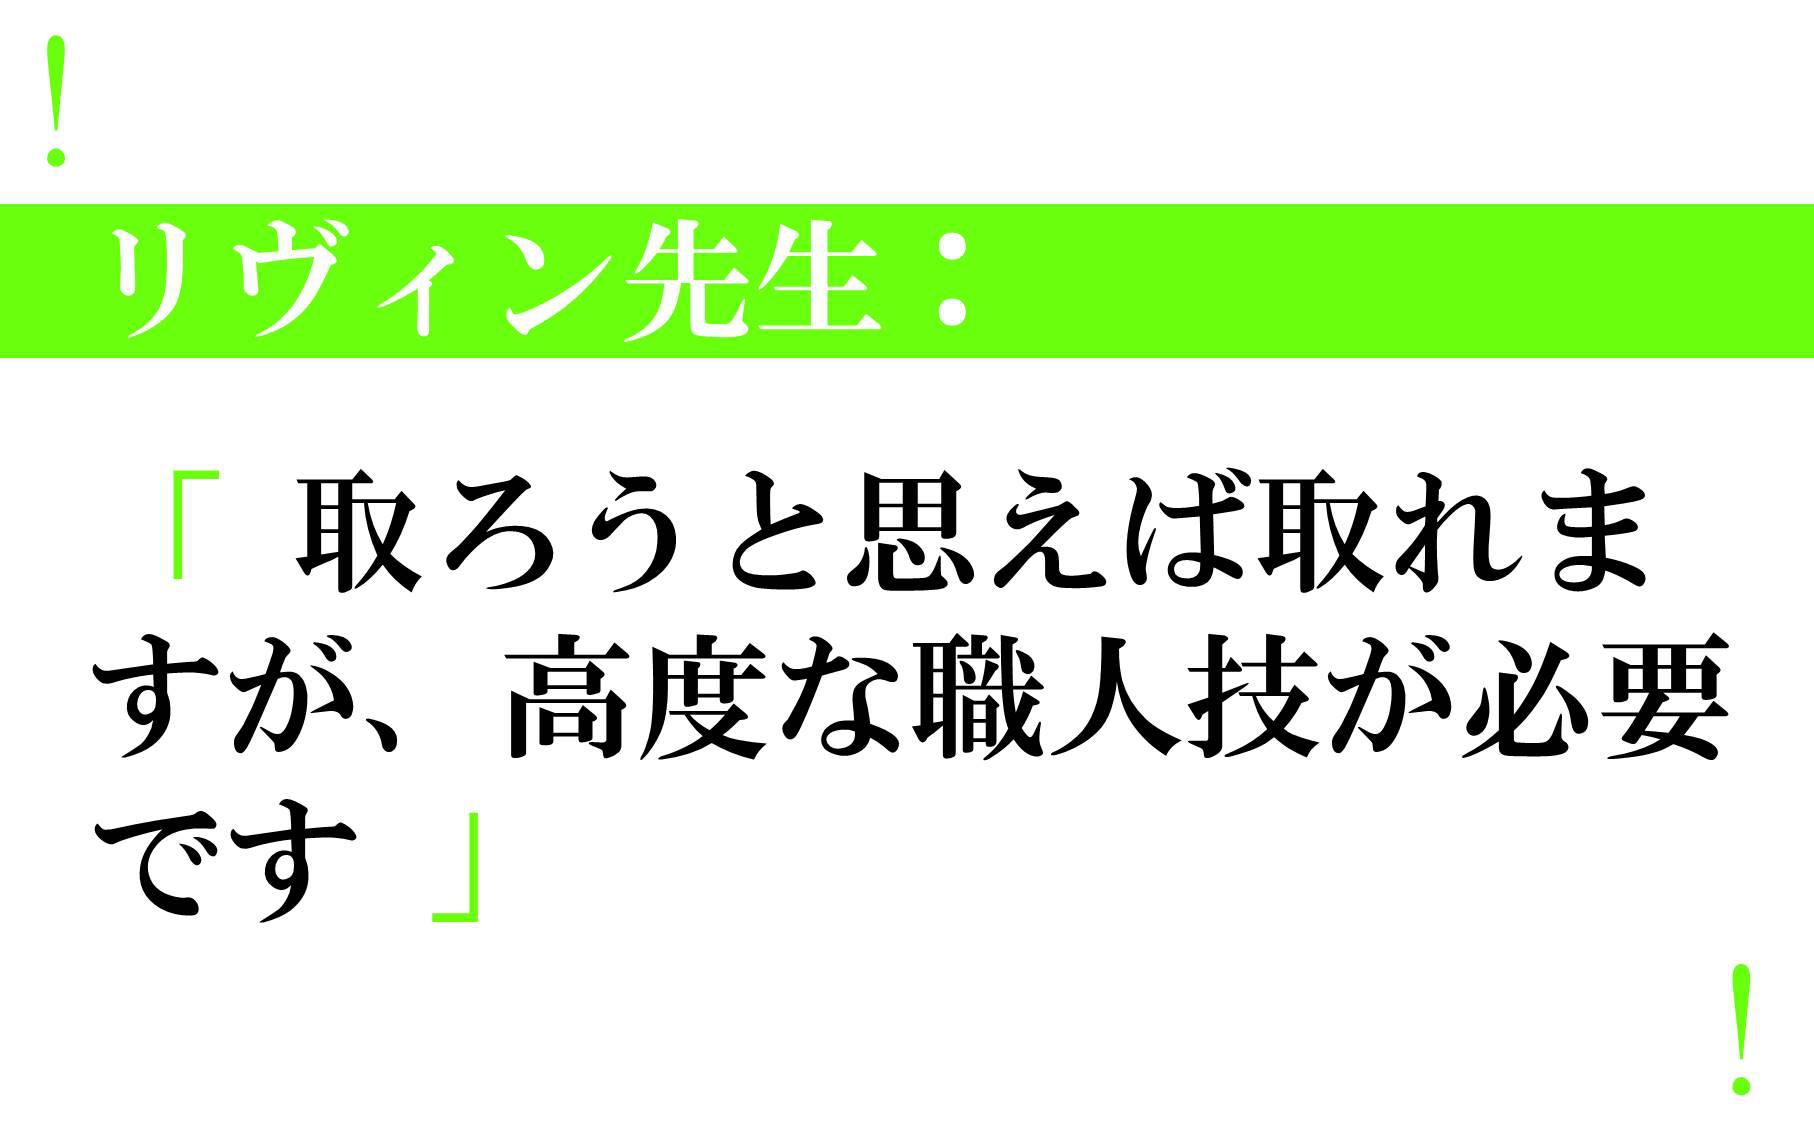 !
リヴィン先生：
「 取ろうと思えば取れま
すが、高度な職人技が必要
です 」
!